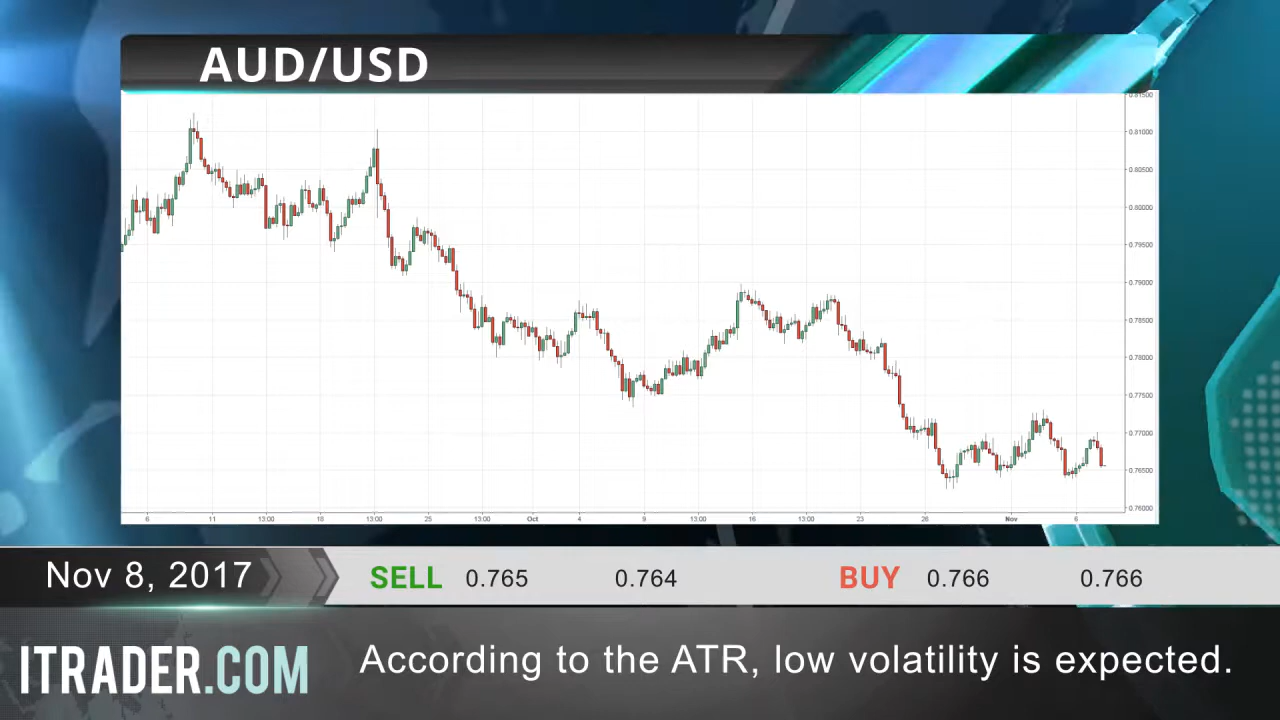 AUD/USD
0.81500
0.81000
0.80500
0.80000
0.79500
0.79000
0.78500
0.78000
0.77500
0.77000
0.76500
0.76000
6 11 13:00 18 13:00 25 13:00 Oct 4 9 13:00 16 13:00 23 28 Nov 6
Nov 8, 2017
SELL 0.765 0.764 BUY 0.766 0.766
ITRADER.COM
According to the ATR, low volatility is expected.